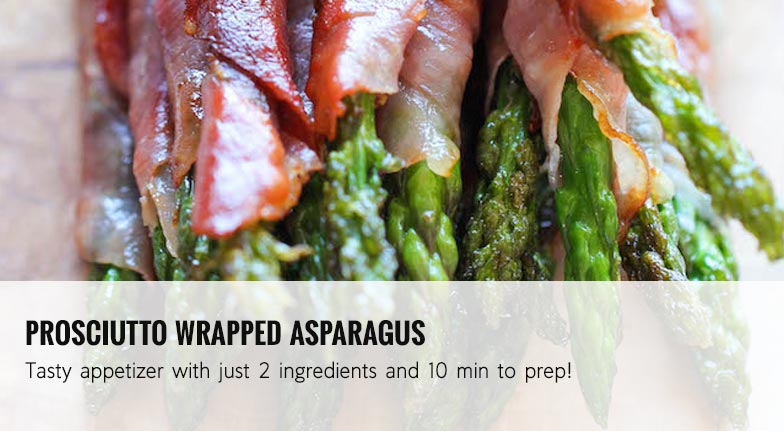 PROSCIUTTO WRAPPED ASPARAGUS
Tasty appetizer with just 2 ingredients and 10 min to prep!